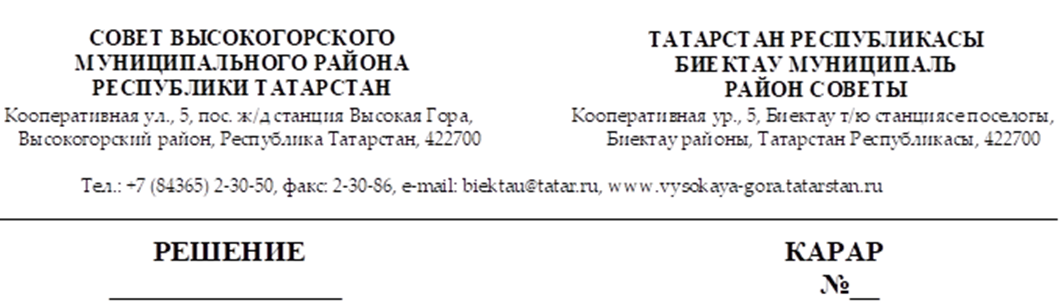 СОВЕТ ВЫСОКОГОРСКОГО
МУНИЦИПАЛЬНОГО РАЙОНА
РЕСПУБЛИКИ ТАТАРСТАН
Кооперативная ул., 5, пос. ж/д станция Высокая Гора,
Высокогорский район, Республика Татарстан, 422700
ТАТАРСТАН РЕСПУБЛИКАСЫ
БИЕКТАУ МУНИЦИПАЛЬ
РАЙОН СОВЕТЫ
Кооперативная ур., 5, Биектау т/ю станциясе поселогы,
Биектау районы, Татарстан Республикасы, 422700
Тел.: +7 (84365) 2-30-50, факс: 2-30-86, e-mail: biektau@tatar.ru, www.vysokaya-gora.tatarstan.ru
РЕШЕНИЕ
_________________
КАРАР
№__